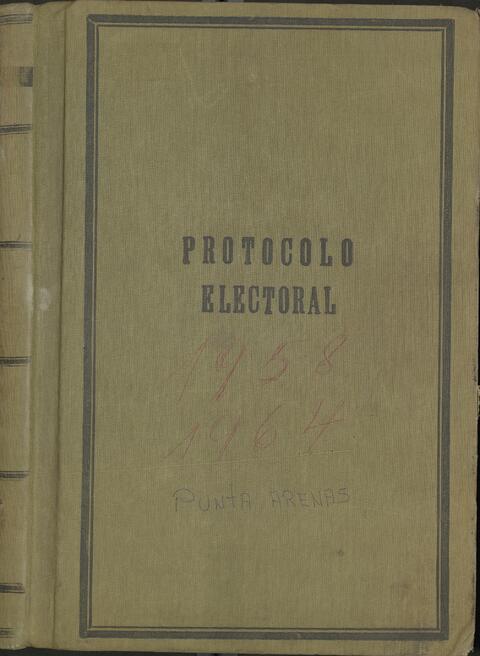 PROTOCOLO
ELECTORAL
1958
1964
PUNTA ARENAS